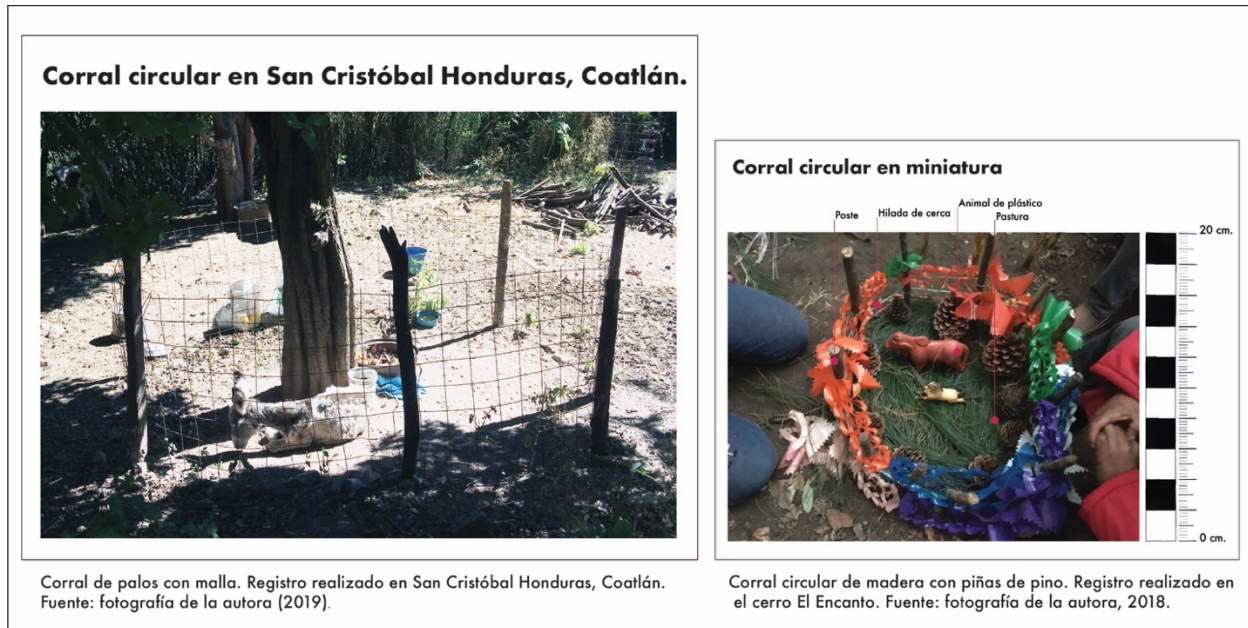 Corral circular en San Cristóbal Honduras, Coatlán.
Corral de palos con malla. Registro realizado en San Cristóbal Honduras, Coatlán.
Fuente: fotografía de la autora (2019).
Corral circular en miniatura
Poste
Hilada de cerca
Animal de plástico
Pastura
20 cm.
0 cm.
Corral circular de madera con piñas de pino. Registro realizado en
el cerro El Encanto. Fuente: fotografía de la autora, 2018.